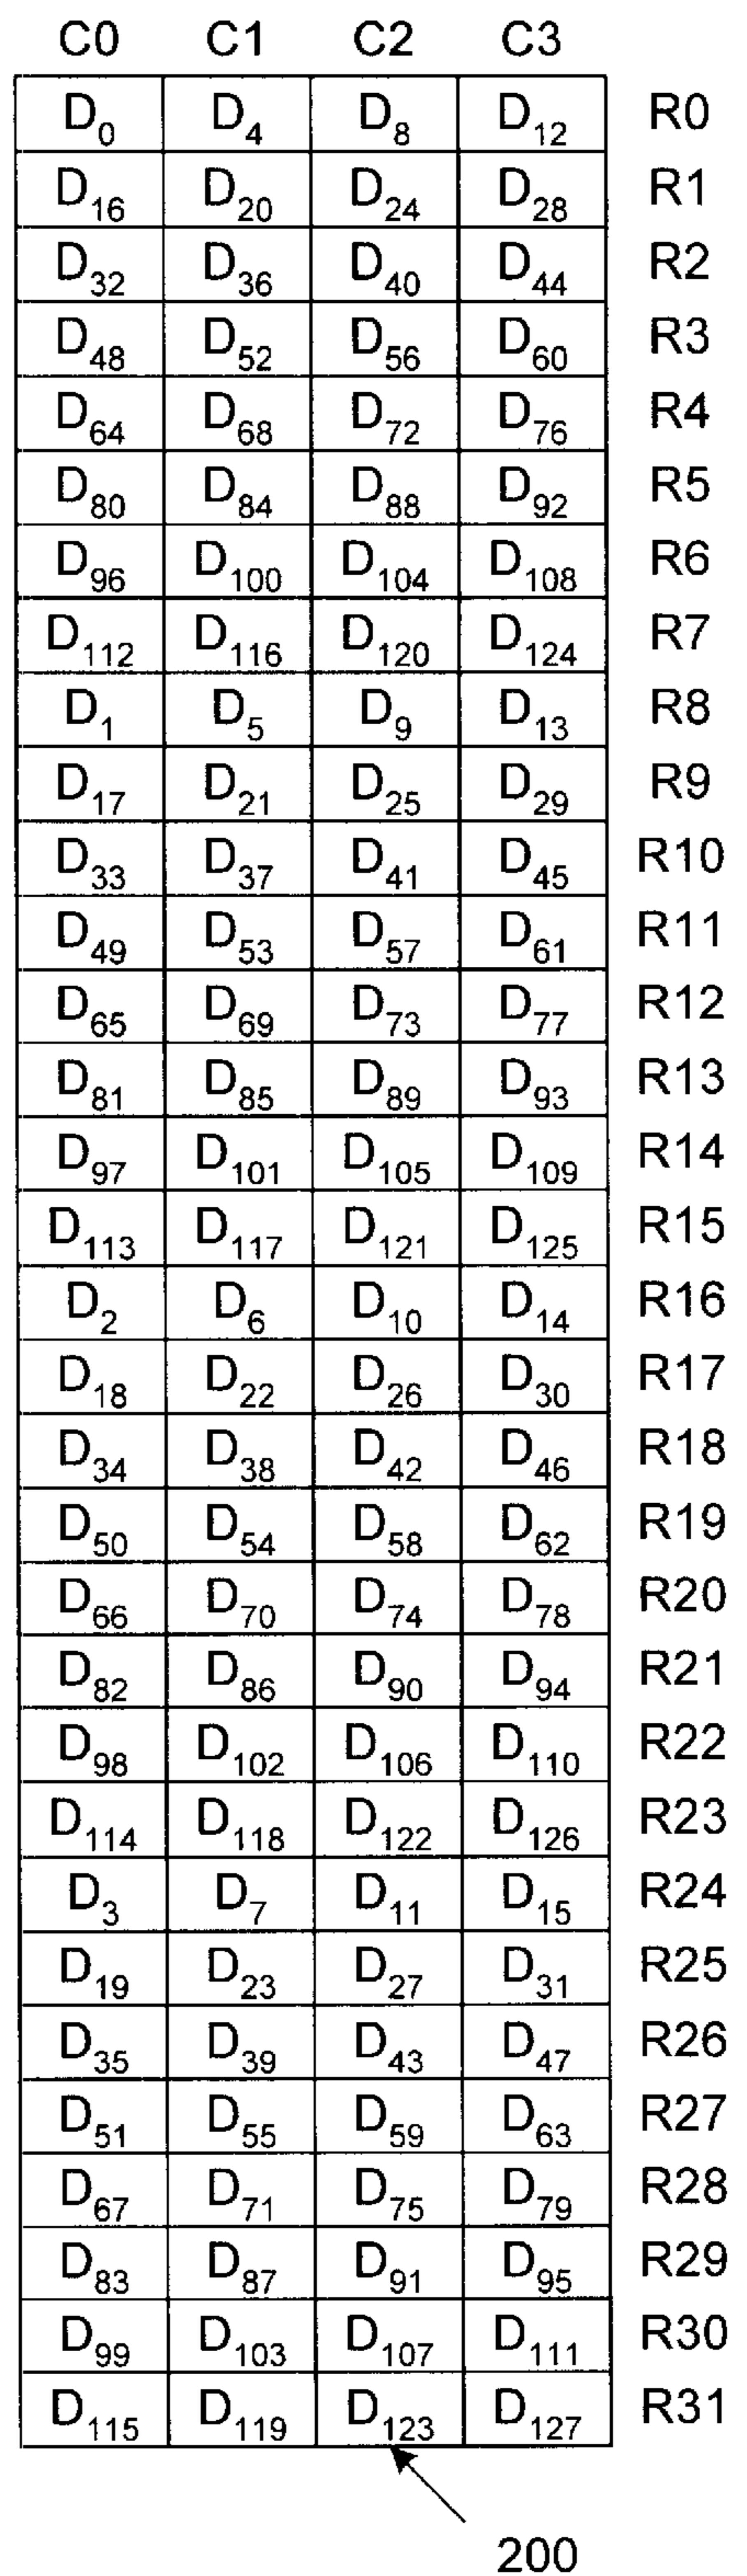 C0 C1 C2 C3
D0 D4 D8 D12 R0
D16 D20 D24 D28 R1
D32 D36 D40 D44 R2
D48 D52 D56 D60 R3
D64 D68 D72 D76 R4
D80 D84 D88 D92 R5
D96 D100 D104 D108 R6
D112 D116 D120 D124 R7
D1 D5 D9 D13 R8
D17 D21 D25 D29 R9
D33 D37 D41 D45 R10
D49 D53 D57 D61 R11
D65 D69 D73 D77 R12
D81 D85 D89 D93 R13
D97 D101 D105 D109 R14
D113 D117 D121 D125 R15
D2 D6 D10 D14 R16
D18 D22 D26 D30 R17
D34 D38 D42 D46 R18
D50 D54 D58 D62 R19
D66 D70 D74 D78 R20
D82 D86 D90 D94 R21
D98 D102 D106 D110 R22
D114 D118 D122 D126 R23
D3 D7 D11 D15 R24
D19 D23 D27 D31 R25
D35 D39 D43 D47 R26
D51 D55 D59 D63 R27
D67 D71 D75 D79 R28
D83 D87 D91 D95 R29
D99 D103 D107 D111 R30
D115 D119 D123 D127 R31
200